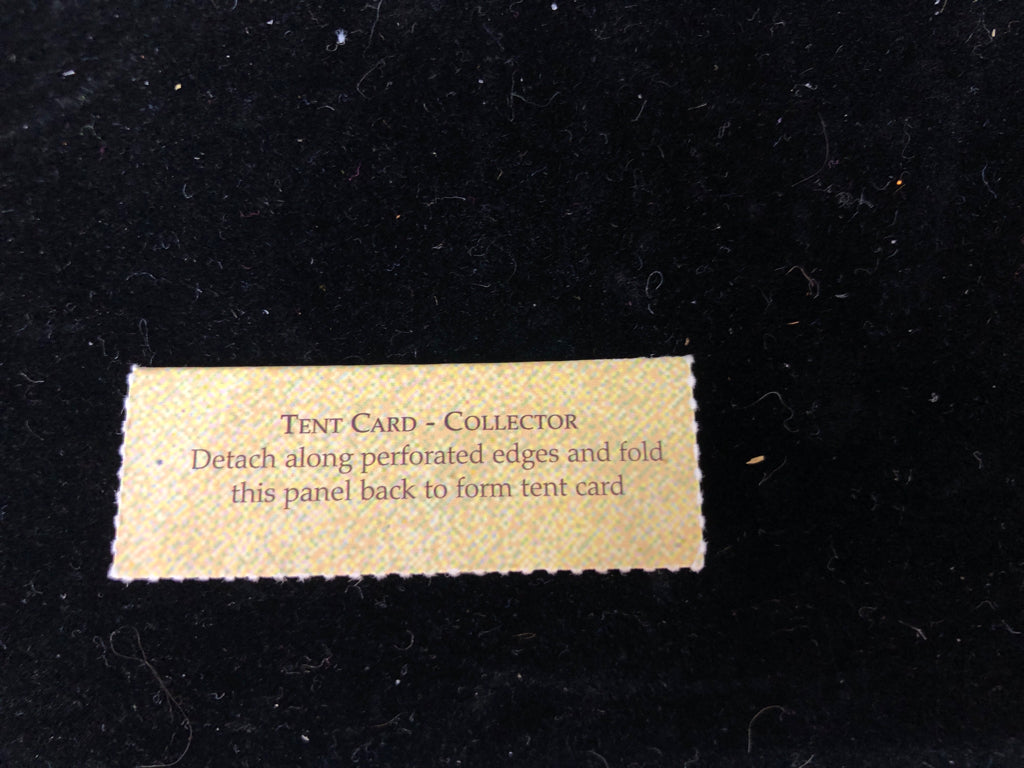 TENT CARD - COLLECTOR
Detach along perforated edges and fold
this panel back to form tent card